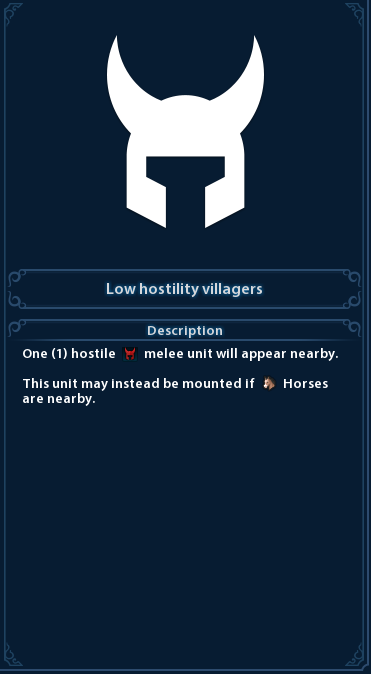 Low hostility villagers
Description
One (1) hostile melee unit will appear nearby.
This unit may instead be mounted if Horses
are nearby.